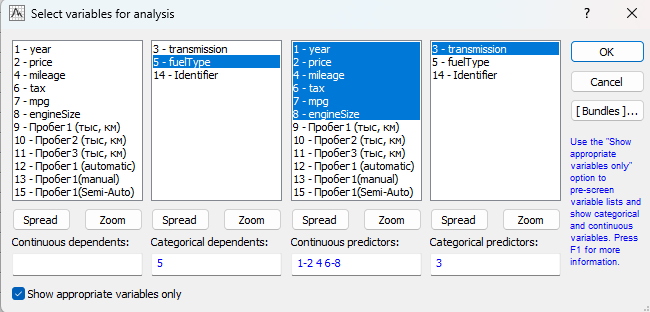 Select variables for analysis
?
1 - year
2 - price
4 - mileage
6 - tax
7 - mpg
8 - engineSize
9 - Пробег1 (тыс, км)
10 - Пробег2 (тыс, км)
11 - Пробег3 (тыс, км)
12 - Пробег1 (automatic)
13 - Пробег1(manual)
15 - Пробег1(Semi-Auto)
3 - transmission
5 - fuelType
14 - Identifier
1 - year
2 - price
4 - mileage
6 - tax
7 - mpg
8 - engineSize
9 - Пробег1 (тыс, км)
10 - Пробег2 (тыс, км)
11 - Пробег3 (тыс, км)
12 - Пробег1 (automatic)
13 - Пробег1(manual)
15 - Пробег1(Semi-Auto)
3 - transmission
5 - fuelType
14 - Identifier
OK
Cancel
[ Bundles ]...
Use the "Show
appropriate
variables only"
option to
pre-screen
variable lists and
show categorical
and continuous
variables. Press
F1 for more
information.
Spread Zoom Spread Zoom Spread Zoom Spread Zoom
Continuous dependents: Categorical dependents: Continuous predictors: Categorical predictors:
5 1-2 4 6-8 3
Show appropriate variables only